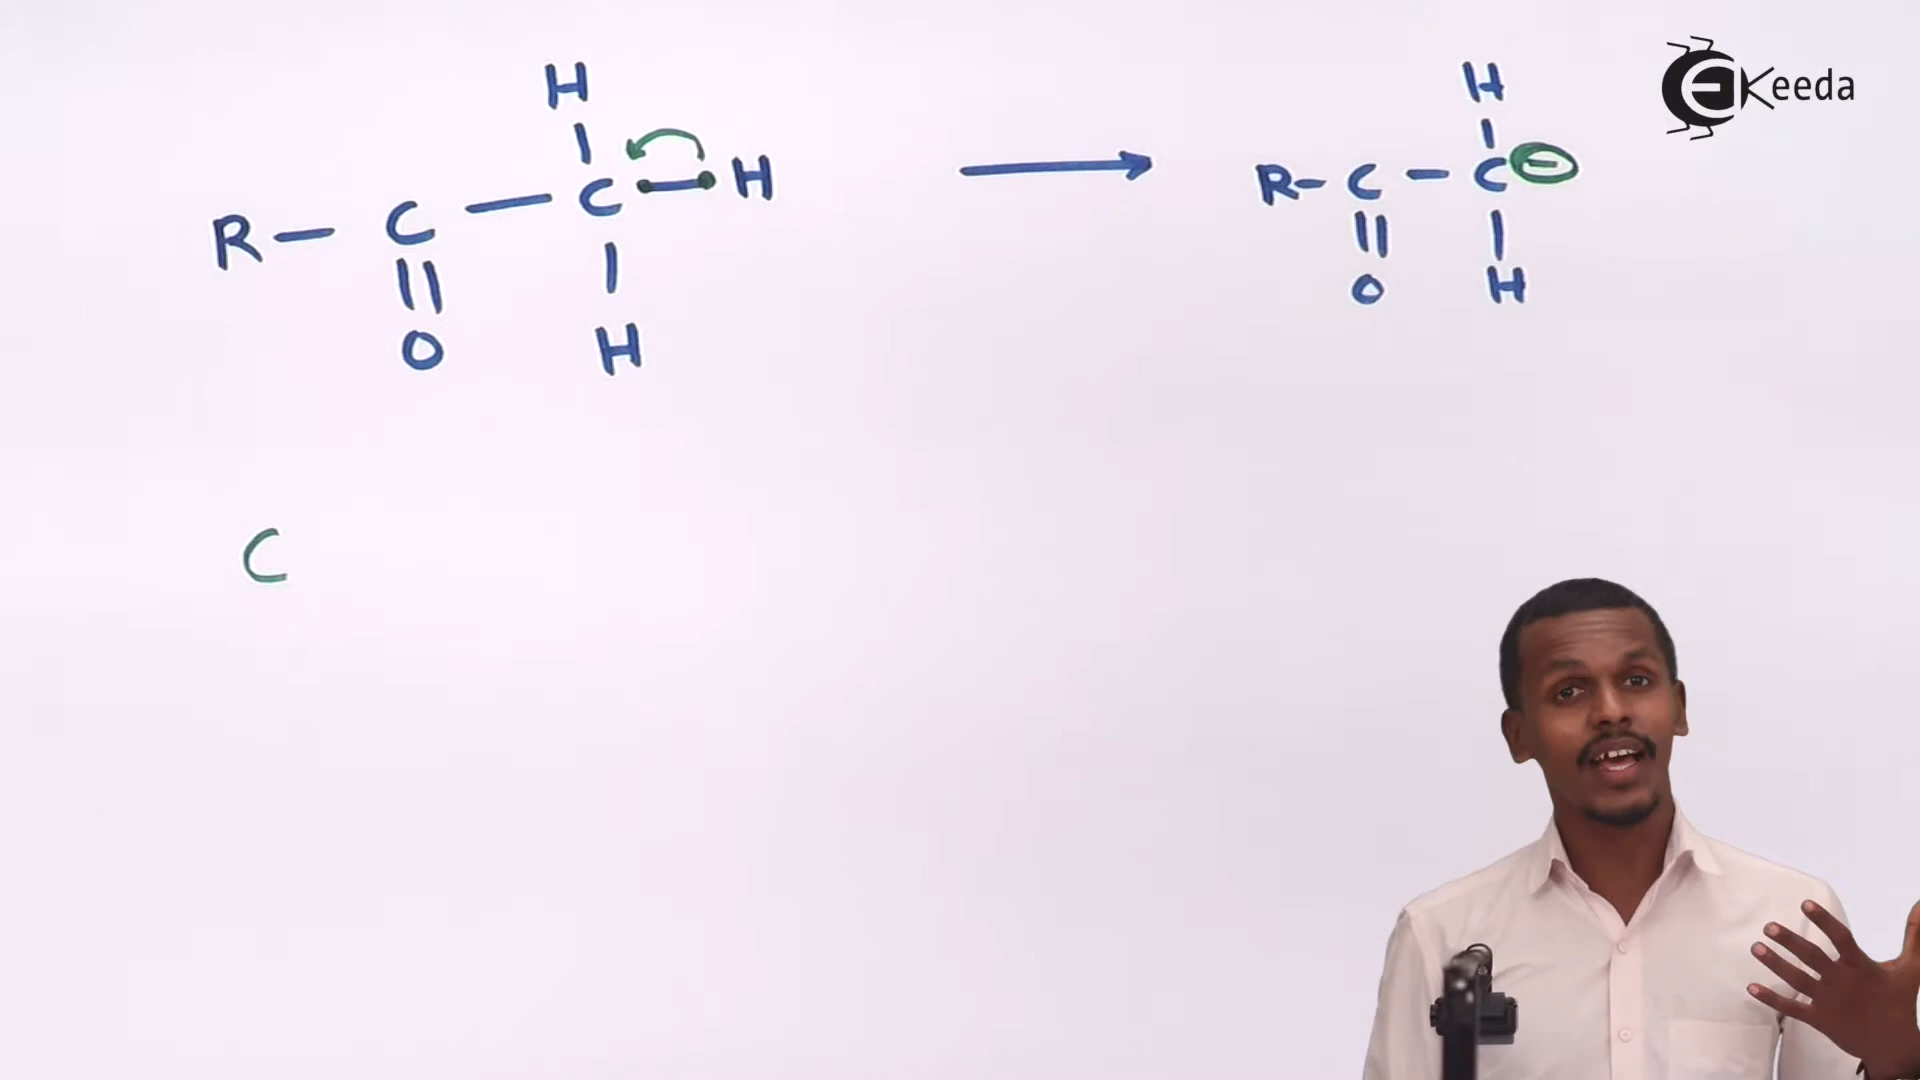 H H
R - C - C - H → R - C - C ⊖
|| | || |
O H O H
C
EKeeda